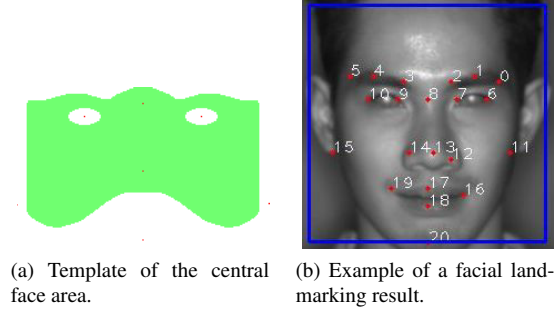 5 4 3 2 1 0
10 9 8 7 6
15 14 13 12 11
19 17 16
18
20
(a) Template of the central
face area.
(b) Example of a facial land-
marking result.